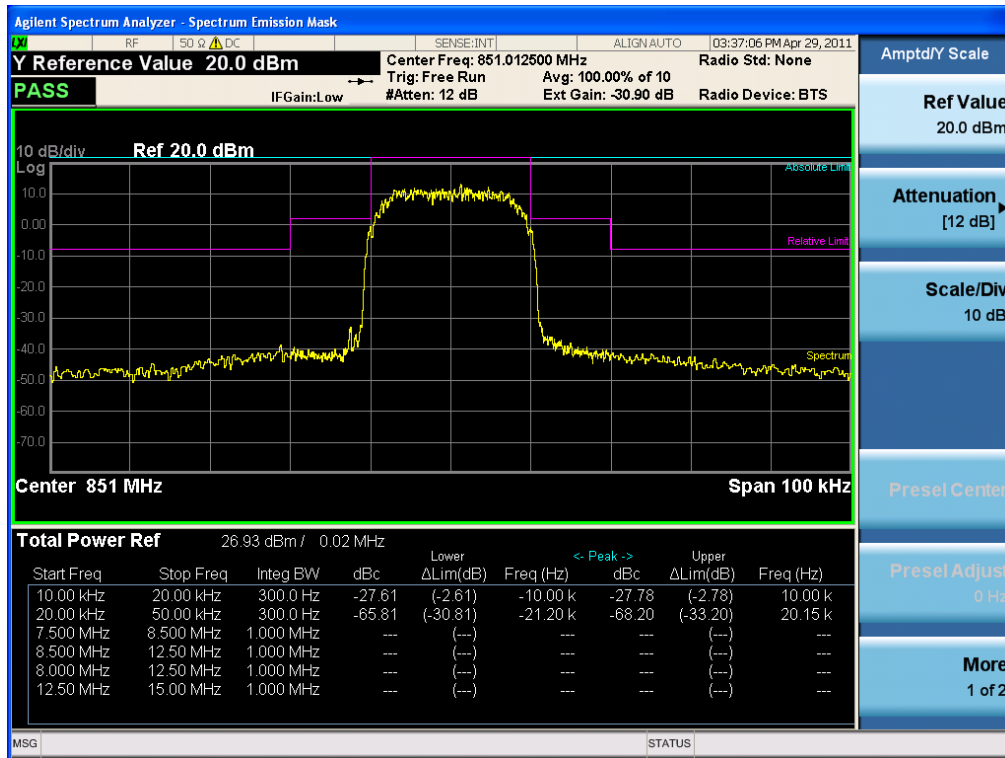 Agilent Spectrum Analyzer - Spectrum Emission Mask
LXI RF 50 Ω DC SENSE:INT ALIGN AUTO 03:37:06 PM Apr 29, 2011
Y Reference Value 20.0 dBm
Center Freq: 851.012500 MHz Radio Std: None
Trig: Free Run Avg: 100.00% of 10
PASS IFGain:Low #Atten: 12 dB Ext Gain: -30.90 dB Radio Device: BTS
10 dB/div Ref 20.0 dBm
Log
Absolute Limit
10.0
0.00
Relative Limit
-10.0
-20.0
-30.0
-40.0
Spectrum
-50.0
-60.0
-70.0
Center 851 MHz Span 100 kHz
Total Power Ref 26.93 dBm / 0.02 MHz
Lower <- Peak -> Upper
Start Freq Stop Freq Integ BW dBc ΔLim(dB) Freq (Hz) dBc ΔLim(dB) Freq (Hz)
10.00 kHz 20.00 kHz 300.0 Hz -27.61 (-2.61) -10.00 k -27.78 (-2.78) 10.00 k
20.00 kHz 50.00 kHz 300.0 Hz -65.81 (-30.81) -21.20 k -68.20 (-33.20) 20.15 k
7.500 MHz 8.500 MHz 1.000 MHz --- (---) --- --- (---) ---
8.500 MHz 12.50 MHz 1.000 MHz --- (---) --- --- (---) ---
8.000 MHz 12.50 MHz 1.000 MHz --- (---) --- --- (---) ---
12.50 MHz 15.00 MHz 1.000 MHz --- (---) --- --- (---) ---
MSG STATUS
Amptd/Y Scale
Ref Value
20.0 dBm
Attenuation
[12 dB]
Scale/Div
10 dB
Presel Center
Presel Adjust
0 Hz
More
1 of 2